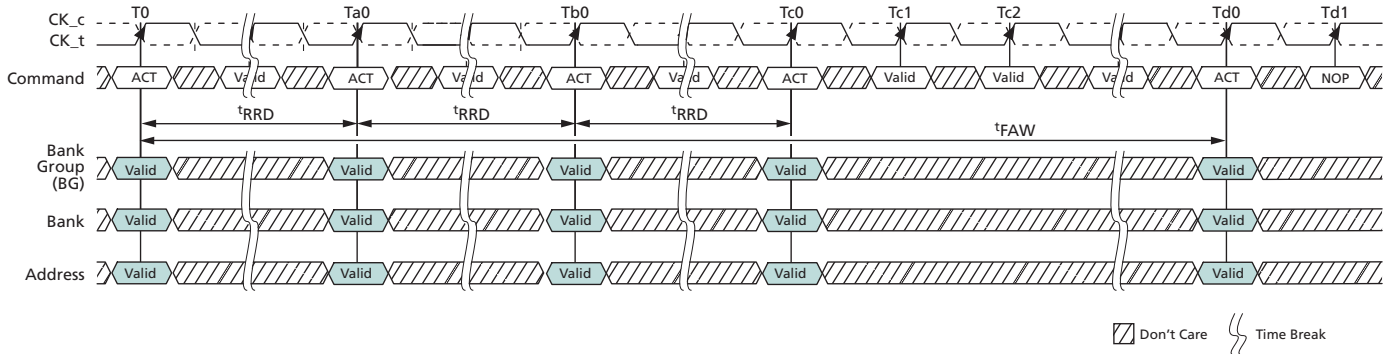 T0 Ta0 Tb0 Tc0 Tc1 Tc2 Td0 Td1
CK_c
CK_t
Command ACT Valid ACT Valid ACT Valid ACT Valid Valid Valid ACT NOP
tRRD tRRD tRRD
tFAW
Bank
Group
(BG)
Valid Valid Valid Valid Valid
Bank Valid Valid Valid Valid Valid
Address Valid Valid Valid Valid Valid
Don't Care Time Break